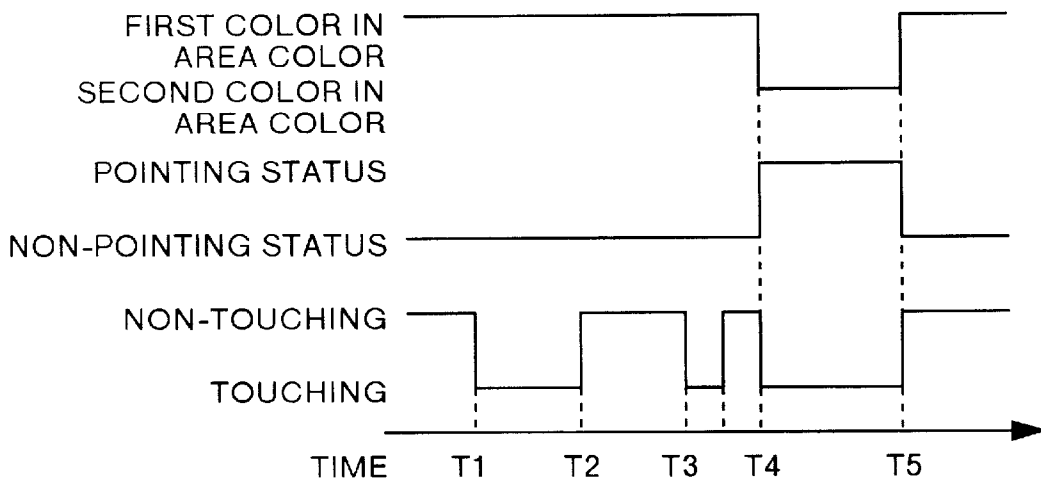 FIRST COLOR IN
AREA COLOR
SECOND COLOR IN
AREA COLOR
POINTING STATUS
NON-POINTING STATUS
NON-TOUCHING
TOUCHING
TIME T1 T2 T3 T4 T5